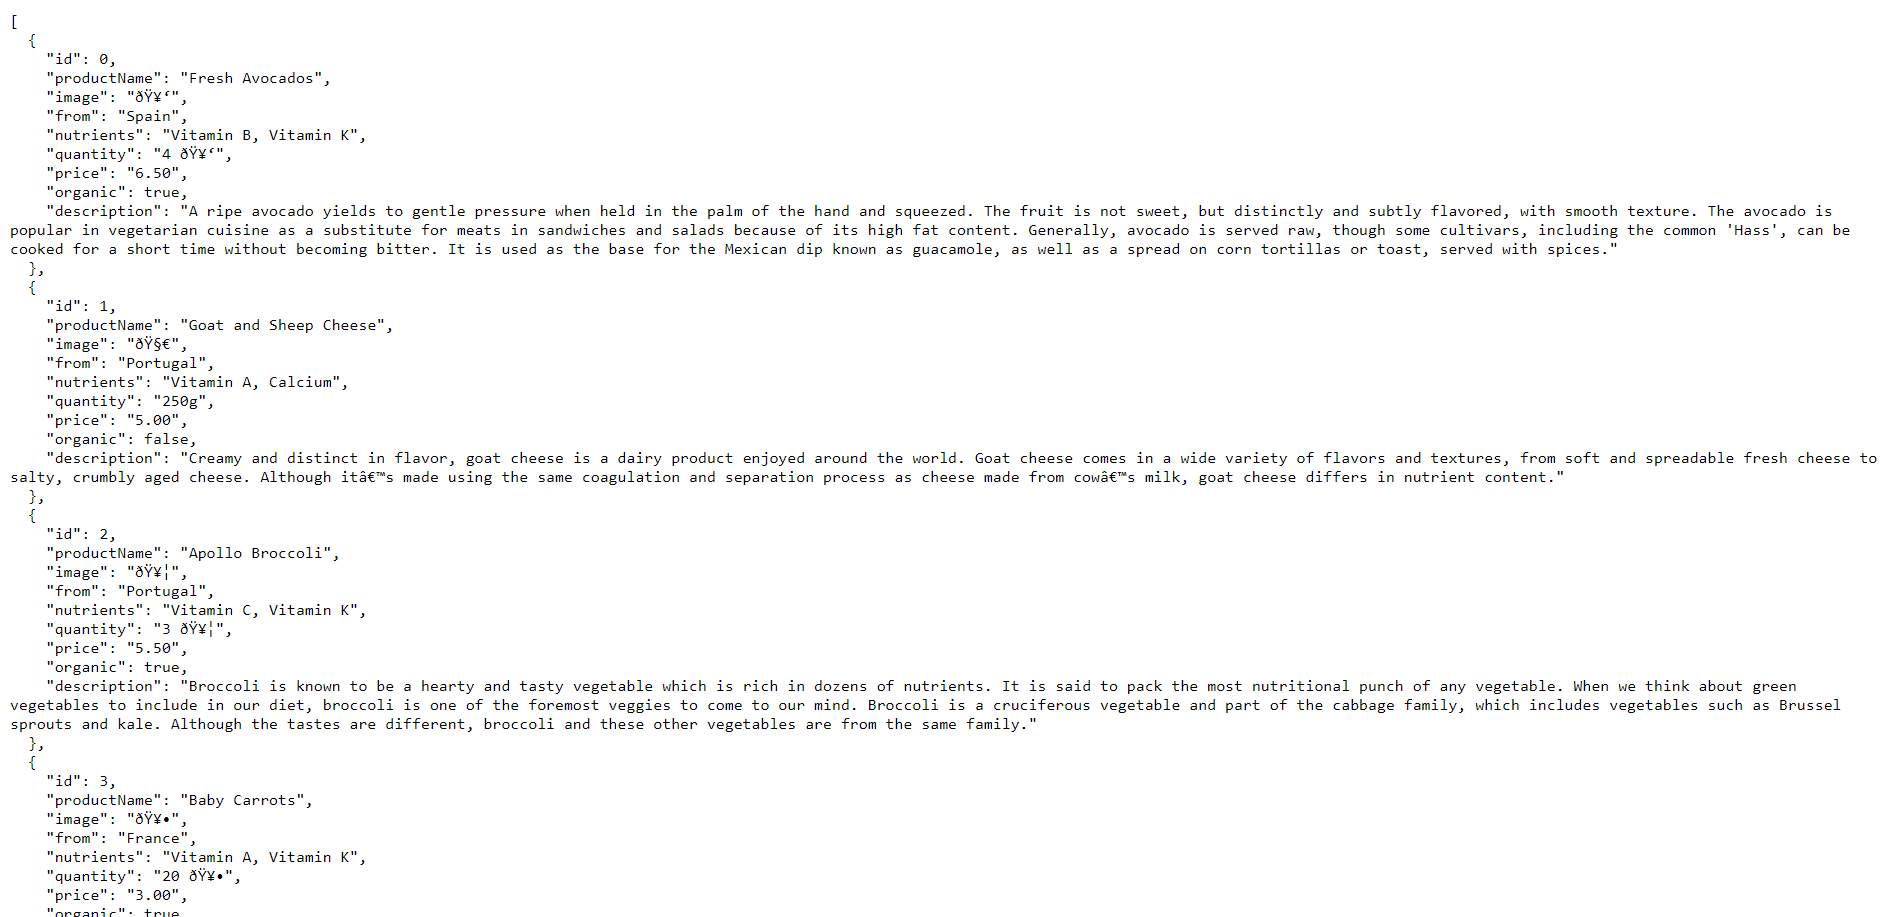 [
  {
    "id": 0,
    "productName": "Fresh Avocados",
    "image": "ðŸ¥‘",
    "from": "Spain",
    "nutrients": "Vitamin B, Vitamin K",
    "quantity": "4 ðŸ¥‘",
    "price": "6.50",
    "organic": true,
    "description": "A ripe avocado yields to gentle pressure when held in the palm of the hand and squeezed. The fruit is not sweet, but distinctly and subtly flavored, with smooth texture. The avocado is
popular in vegetarian cuisine as a substitute for meats in sandwiches and salads because of its high fat content. Generally, avocado is served raw, though some cultivars, including the common 'Hass', can be
cooked for a short time without becoming bitter. It is used as the base for the Mexican dip known as guacamole, as well as a spread on corn tortillas or toast, served with spices."
  },
  {
    "id": 1,
    "productName": "Goat and Sheep Cheese",
    "image": "ðŸ§€",
    "from": "Portugal",
    "nutrients": "Vitamin A, Calcium",
    "quantity": "250g",
    "price": "5.00",
    "organic": false,
    "description": "Creamy and distinct in flavor, goat cheese is a dairy product enjoyed around the world. Goat cheese comes in a wide variety of flavors and textures, from soft and spreadable fresh cheese to
salty, crumbly aged cheese. Although itâ€™s made using the same coagulation and separation process as cheese made from cowâ€™s milk, goat cheese differs in nutrient content."
  },
  {
    "id": 2,
    "productName": "Apollo Broccoli",
    "image": "ðŸ¥¦",
    "from": "Portugal",
    "nutrients": "Vitamin C, Vitamin K",
    "quantity": "3 ðŸ¥¦",
    "price": "5.50",
    "organic": true,
    "description": "Broccoli is known to be a hearty and tasty vegetable which is rich in dozens of nutrients. It is said to pack the most nutritional punch of any vegetable. When we think about green
vegetables to include in our diet, broccoli is one of the foremost veggies to come to our mind. Broccoli is a cruciferous vegetable and part of the cabbage family, which includes vegetables such as Brussel
sprouts and kale. Although the tastes are different, broccoli and these other vegetables are from the same family."
  },
  {
    "id": 3,
    "productName": "Baby Carrots",
    "image": "ðŸ¥•",
    "from": "France",
    "nutrients": "Vitamin A, Vitamin K",
    "quantity": "20 ðŸ¥•",
    "price": "3.00",
    "organic": true